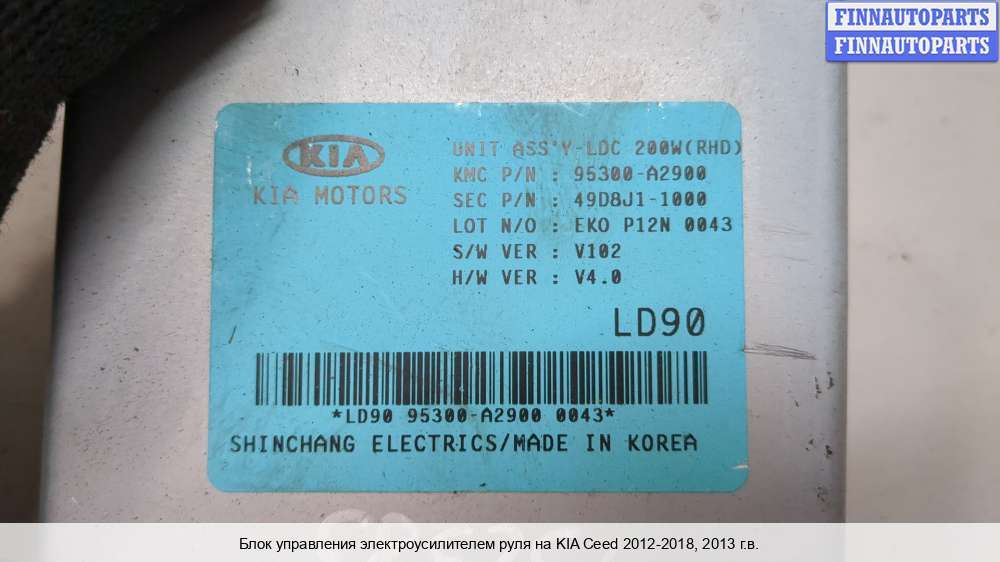 FINNAUTOPARTS
FINNAUTOPARTS
KIA
KIA MOTORS
UNIT ASS'Y-LDC 200W(RHD)
KMC P/N : 95300-A2900
SEC P/N : 49D8J1-1000
LOT N/O : EKO P12N 0043
S/W VER : V102
H/W VER : V4.0
LD90
*LD90 95300-A2900 0043*
SHINCHANG ELECTRICS/MADE IN KOREA
Блок управления электроусилителем руля на KIA Ceed 2012-2018, 2013 г.в.